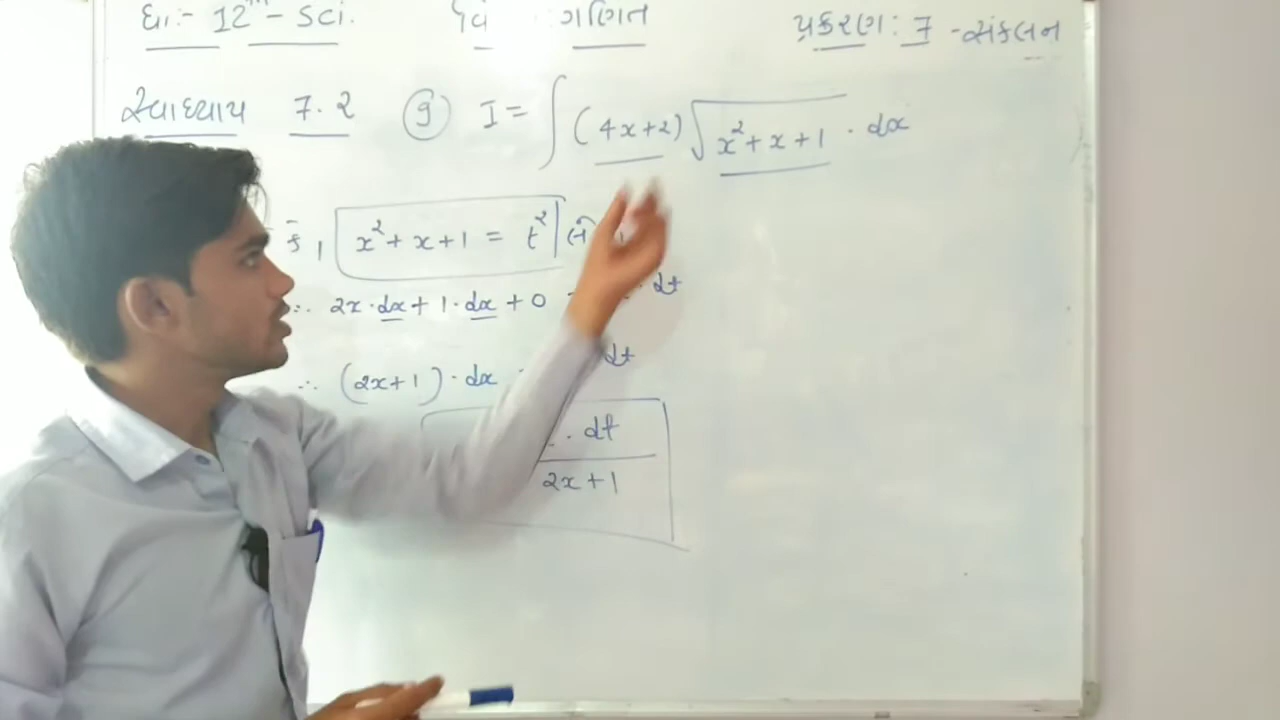 ધો:- 12th - Sci. ગણિત પ્રકરણ: 7 - સંકલન
સ્વાધ્યાય 7.2 (9) I = ∫ (4x+2) √(x²+x+1) · dx
x²+x+1 = t²
∴ 2x·dx + 1·dx + 0 dt
∴ (2x+1)·dx dt
dt
2x+1